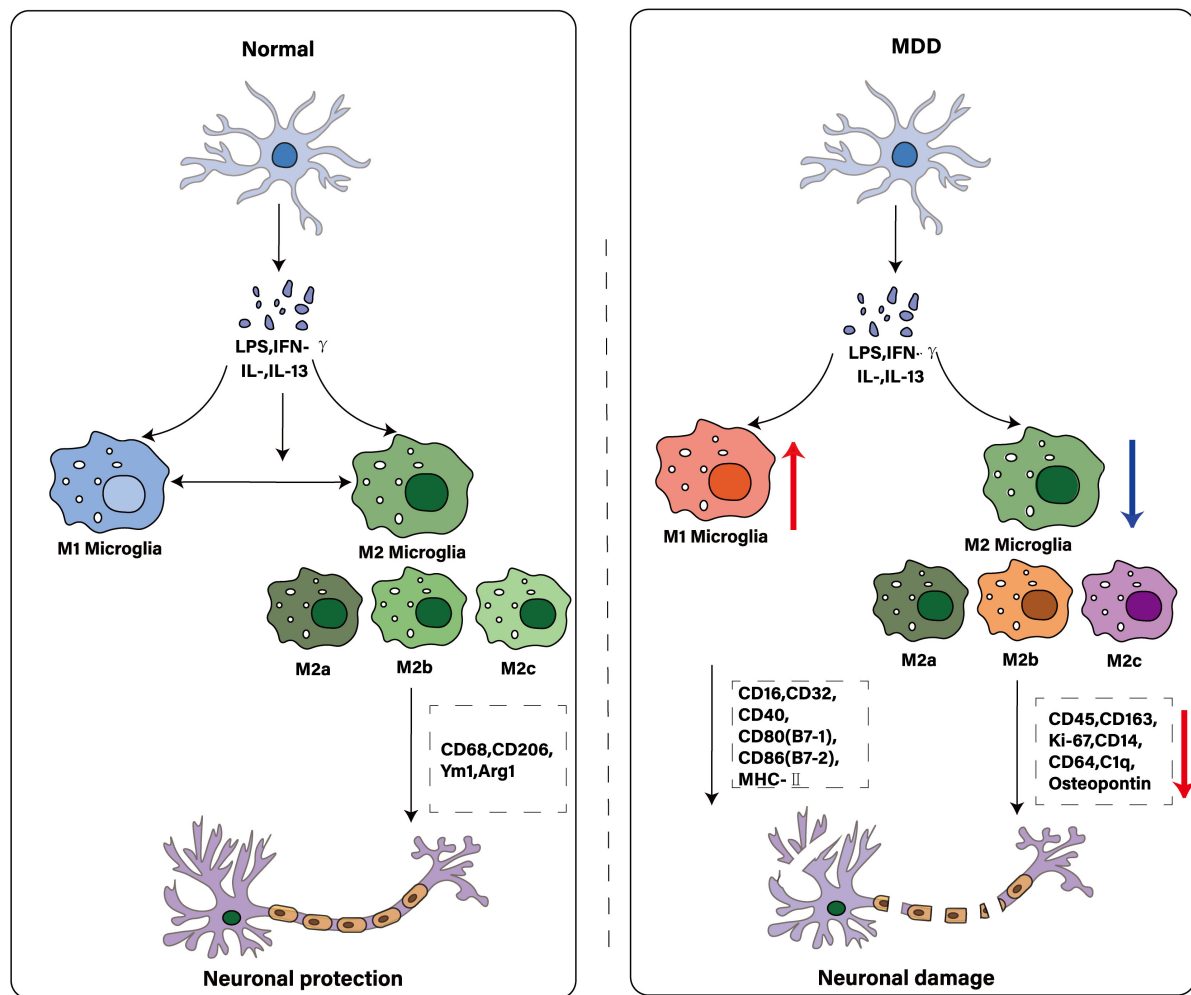 Normal
LPS,IFN- γ
IL-,IL-13
M1 Microglia
M2 Microglia
M2a
M2b
M2c
CD68,CD206,
Ym1,Arg1
Neuronal protection
MDD
LPS,IFN- γ
IL-,IL-13
M1 Microglia
M2 Microglia
M2a
M2b
M2c
CD16,CD32,
CD40,
CD80(B7-1),
CD86(B7-2),
MHC-Ⅱ
CD45,CD163,
Ki-67,CD14,
CD64,C1q,
Osteopontin
Neuronal damage